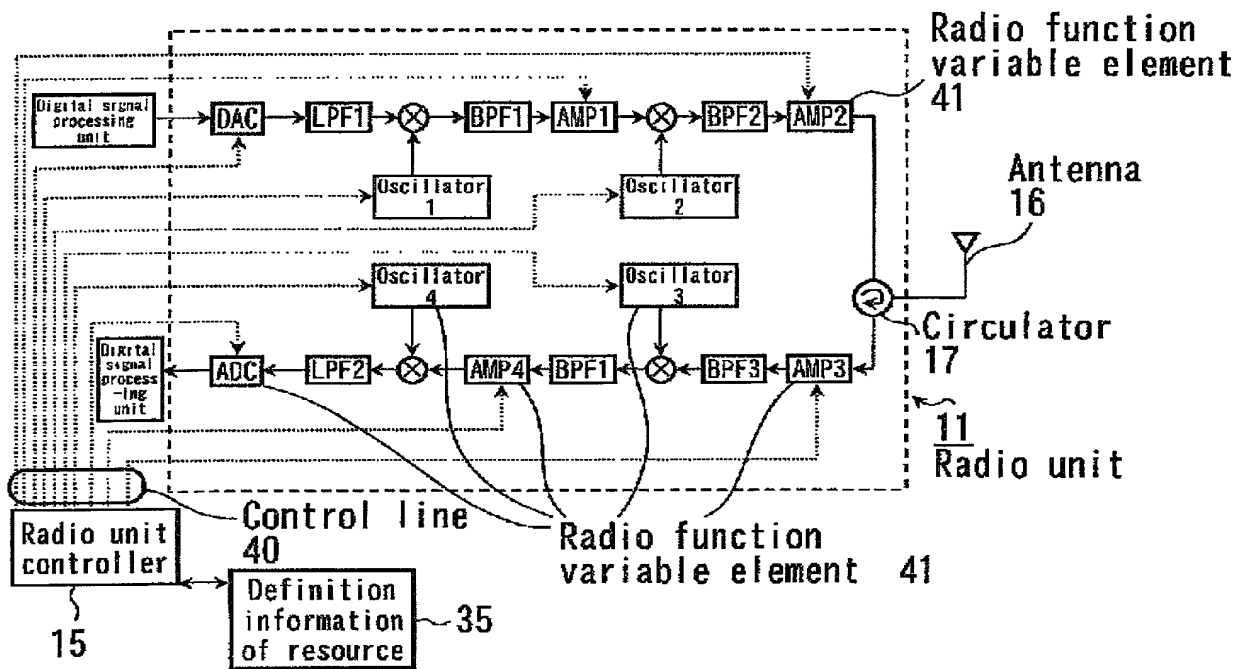 Radio function
variable element
41
Digital signal
processing
unit
DAC
LPF1
BPF1
AMP1
BPF2
AMP2
Oscillator
1
Oscillator
2
Antenna
16
Oscillator
4
Oscillator
3
Circulator
17
Digital
signal
process
-ing
unit
ADC
LPF2
AMP4
BPF1
BPF3
AMP3
11
Radio unit
Control line
40
Radio unit
controller
15
Radio function
variable element 41
Definition
information
of resource
35